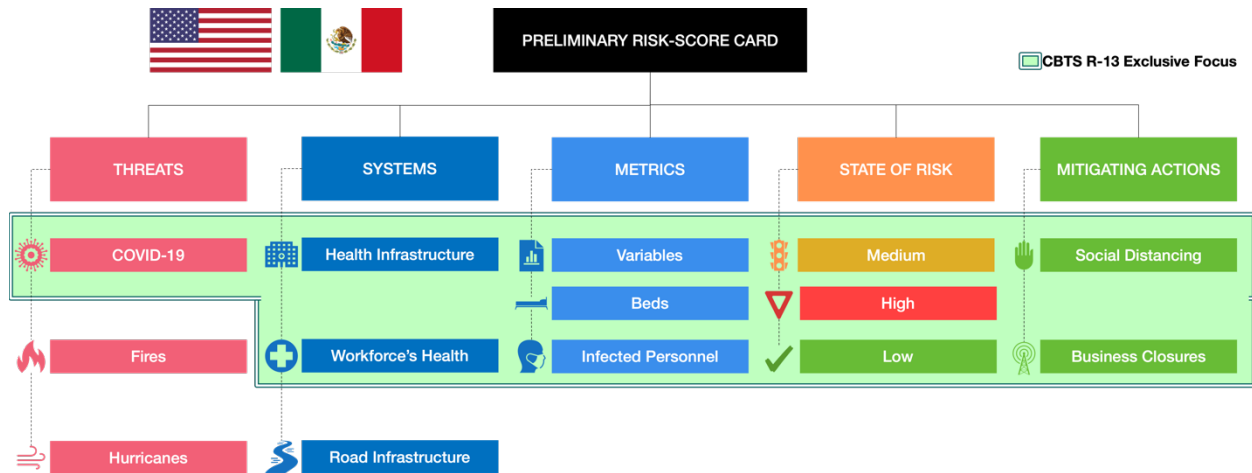 PRELIMINARY RISK-SCORE CARD
CBTS R-13 Exclusive Focus
THREATS
SYSTEMS
METRICS
STATE OF RISK
MITIGATING ACTIONS
COVID-19
Health Infrastructure
Variables
Medium
Social Distancing
Beds
High
Fires
Workforce's Health
Infected Personnel
Low
Business Closures
Hurricanes
Road Infrastructure